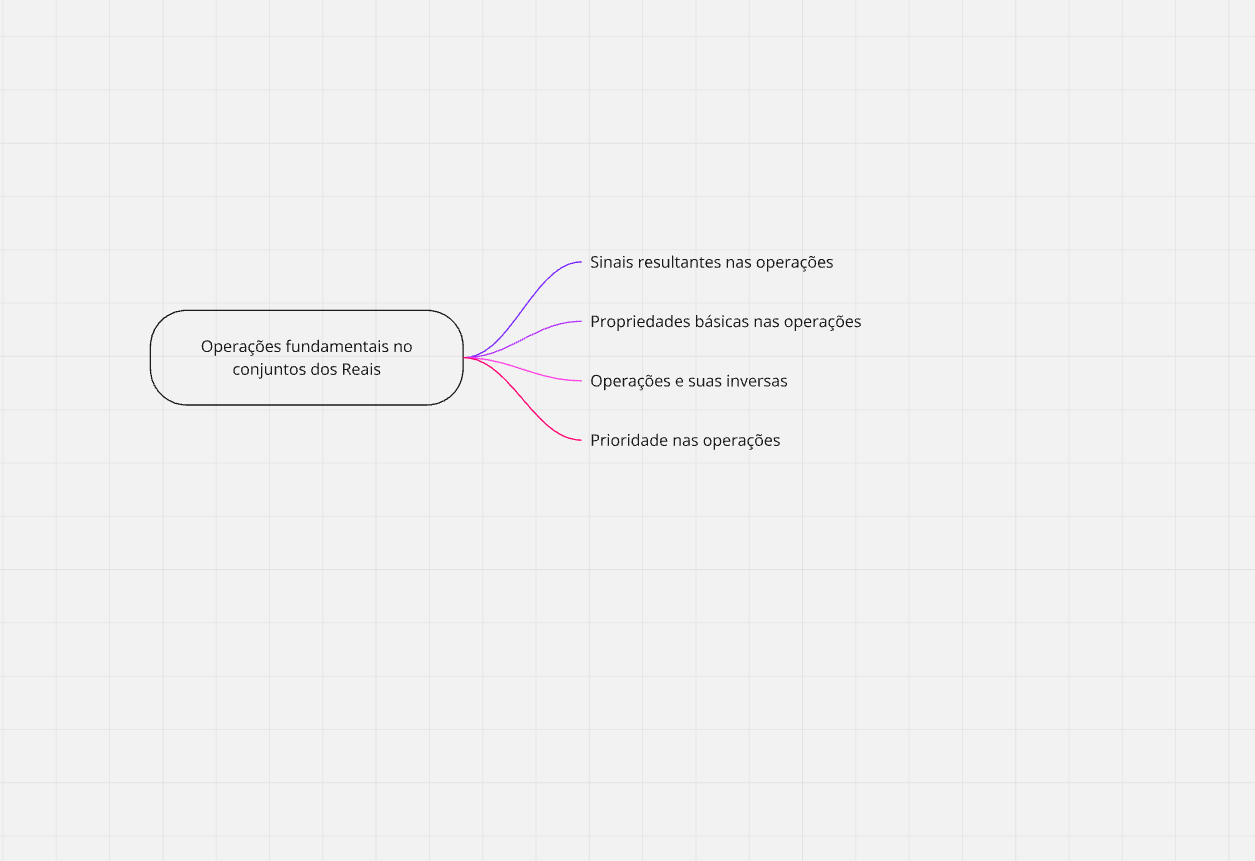 Sinais resultantes nas operações
Propriedades básicas nas operações
Operações fundamentais no
conjuntos dos Reais
Operações e suas inversas
Prioridade nas operações